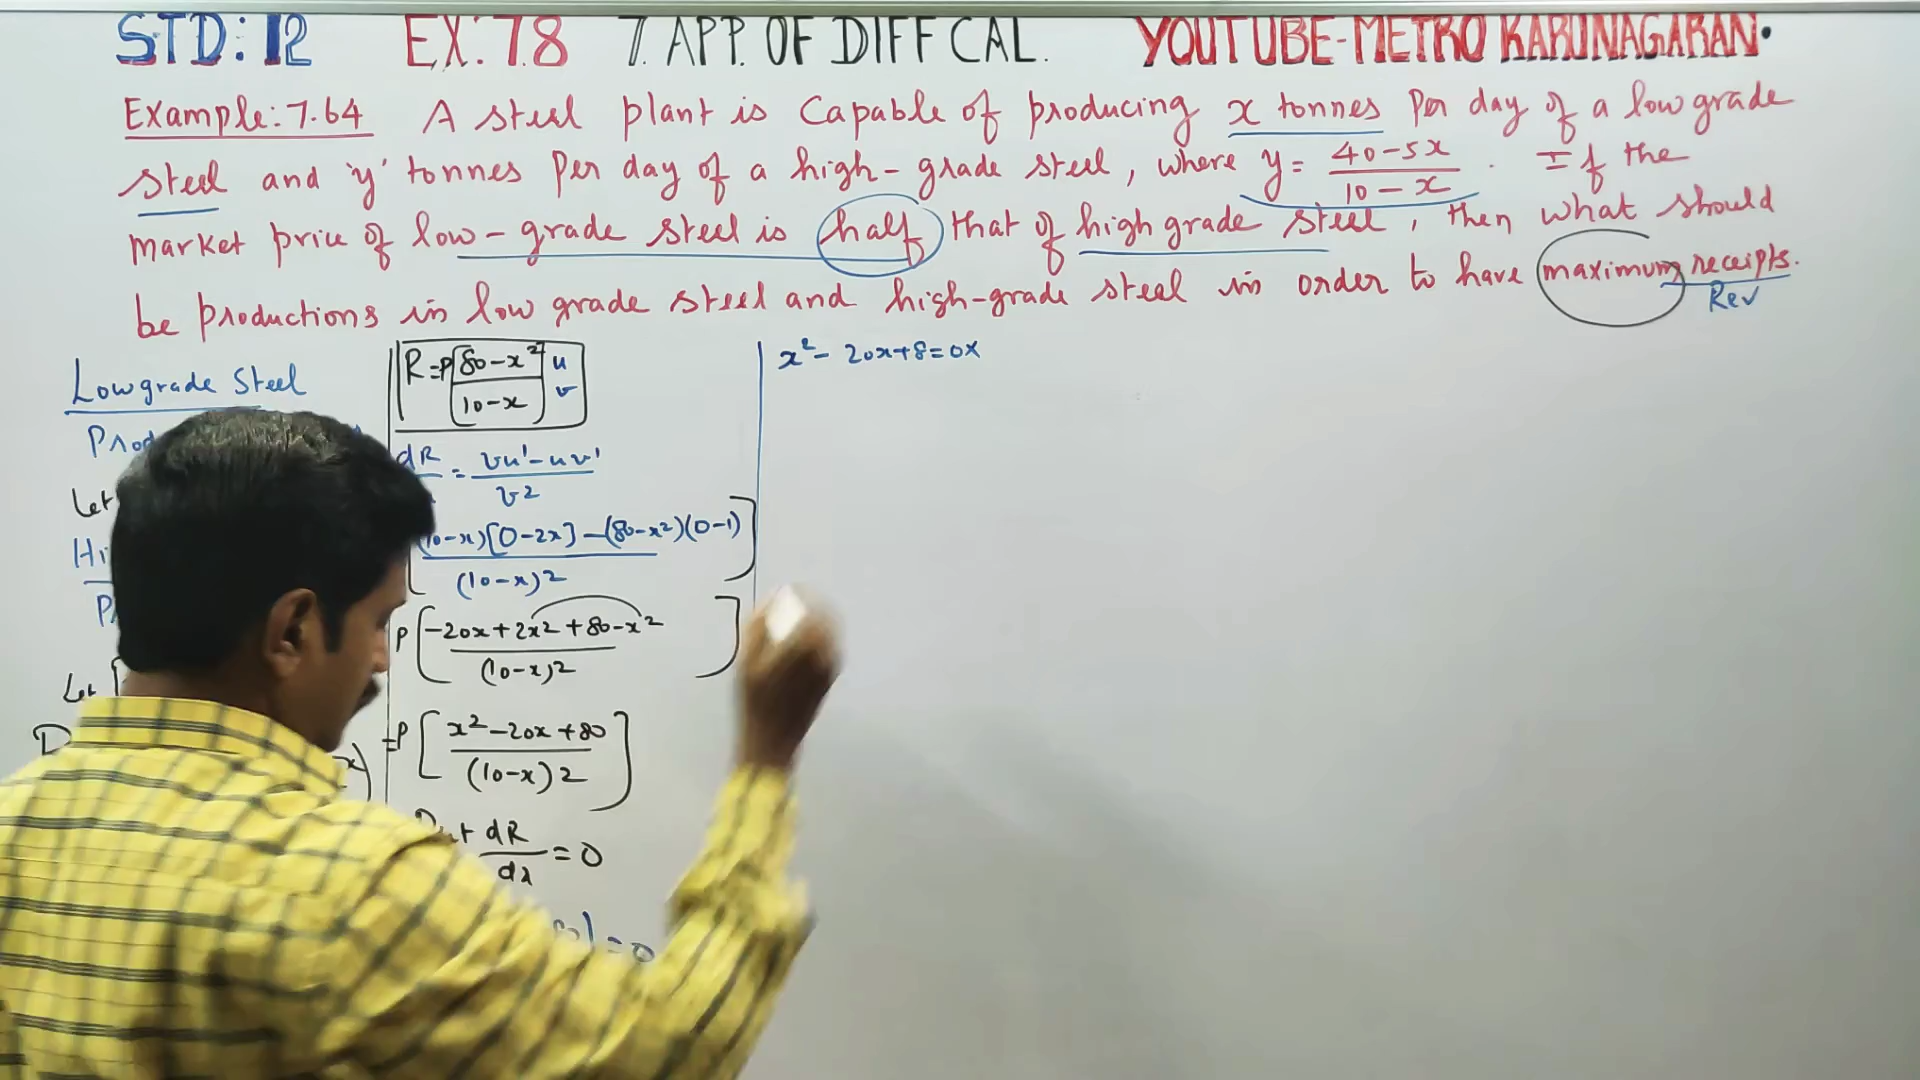 STD: 12 EX: 7.8 7. APP. OF DIFF CAL. YOUTUBE-METRO KARUNAGARAN.
Example: 7.64 A steel plant is Capable of producing x tonnes Per day of a low grade
steel and 'y' tonnes Per day of a high-grade steel, where y = 40-5x / 10-x . If the
market price of low-grade steel is half that of high grade steel, then what should
be productions in low grade steel and high-grade steel in order to have maximum receipts.
Rev
Low grade Steel
Let
Let
R = P[80-x² / 10-x] u v
dR = vu' - uv' / v²
10-x)[0-2x] - (80-x²)(0-1)] / (10-x)2
P[-20x+2x2+80-x2 / (10-x)2]
=P[x2-20x+80 / (10-x)2]
dR/dx = 0
= 0
x² - 20x+8=0x